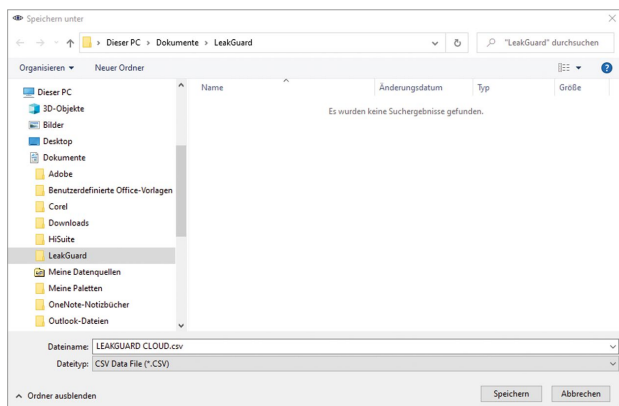 Speichern unter
Dieser PC > Dokumente > LeakGuard
"LeakGuard" durchsuchen
Organisieren
Neuer Ordner
Name
Änderungsdatum
Typ
Größe
Es wurden keine Suchergebnisse gefunden.
Dieser PC
3D-Objekte
Bilder
Desktop
Dokumente
Adobe
Benutzerdefinierte Office-Vorlagen
Corel
Downloads
HiSuite
LeakGuard
Meine Datenquellen
Meine Paletten
OneNote-Notizbücher
Outlook-Dateien
Dateiname: LEAKGUARD CLOUD.csv
Dateityp: CSV Data File (*.CSV)
Ordner ausblenden
Speichern
Abbrechen